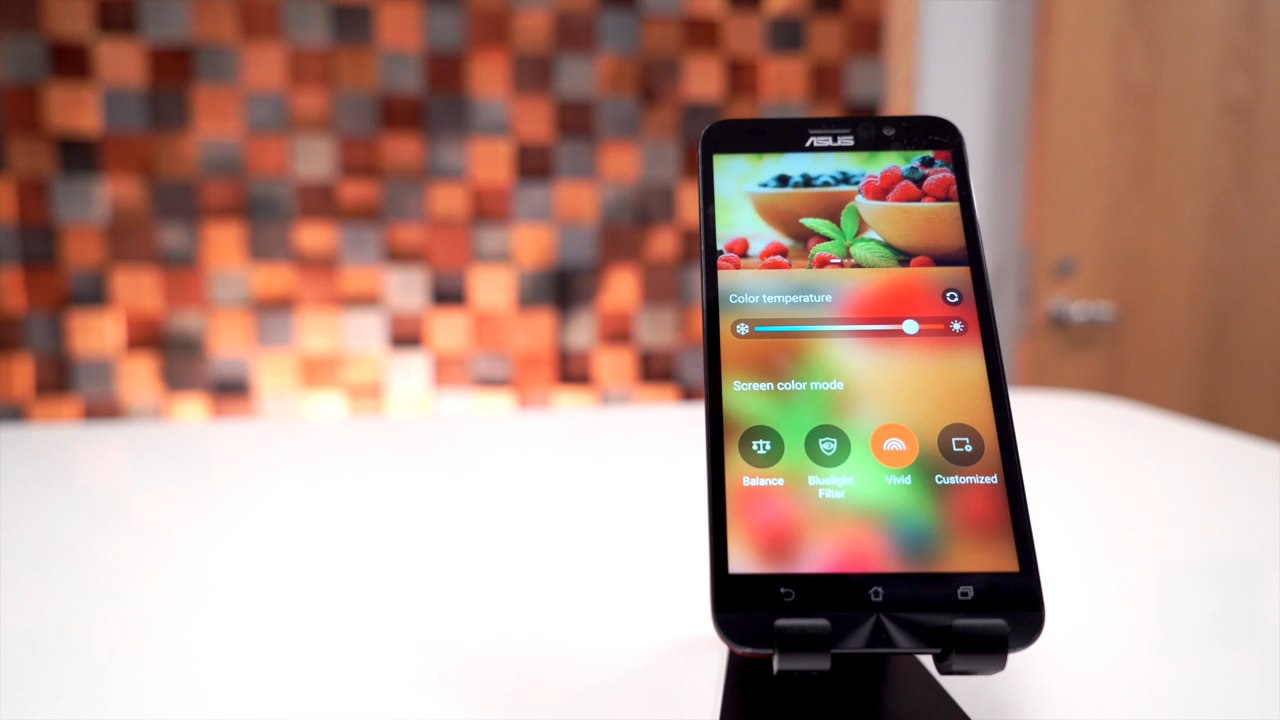 ASUS
Color temperature
Screen color mode
Balance
Bluelight
Filter
Vivid
Customized